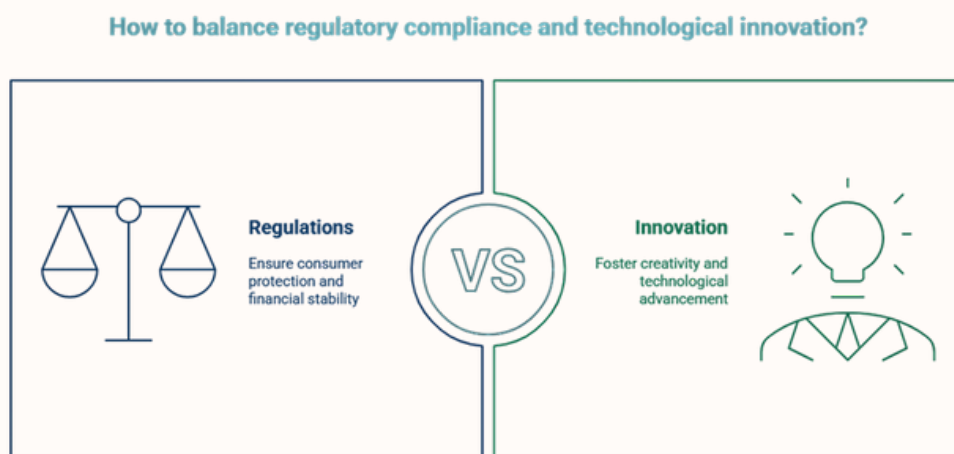 How to balance regulatory compliance and technological innovation?
Regulations
Ensure consumer
protection and
financial stability
VS
Innovation
Foster creativity and
technological
advancement